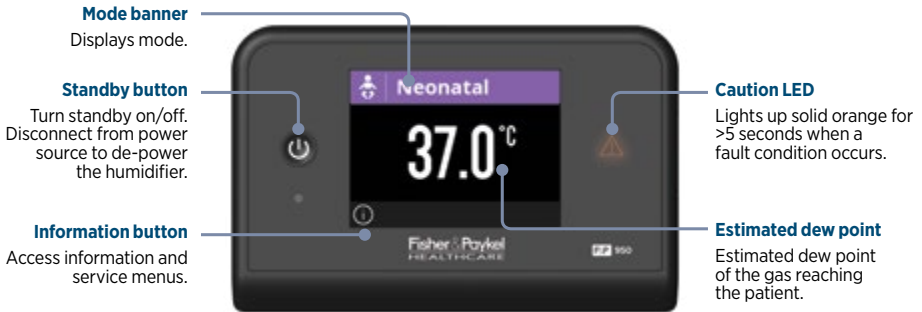 Mode banner
Displays mode.
Standby button
Turn standby on/off.
Disconnect from power
source to de-power
the humidifier.
Information button
Access information and
service menus.
Neonatal
37.0°C
Fisher & Paykel
HEALTHCARE
F&P 950
Caution LED
Lights up solid orange for
>5 seconds when a
fault condition occurs.
Estimated dew point
Estimated dew point
of the gas reaching
the patient.